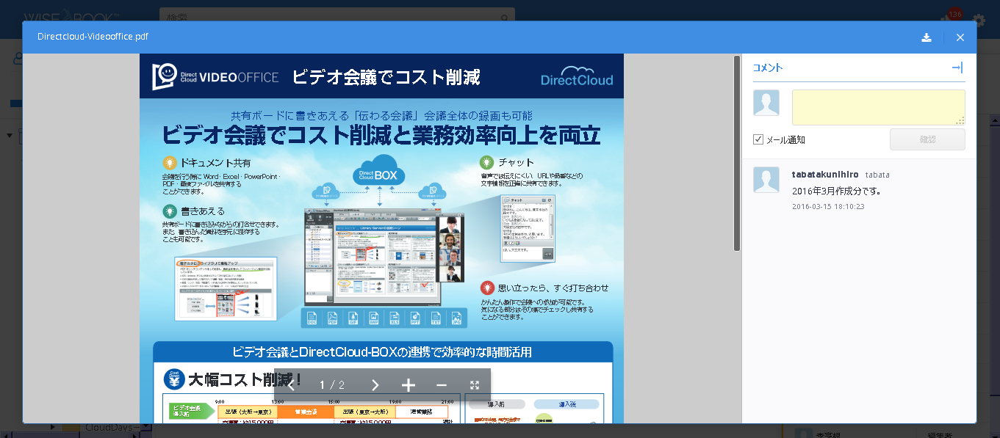 WISE BOOK
検索
136
Directcloud-Videooffice.pdf
Direct Cloud VIDEOOFFICE ビデオ会議でコスト削減
DirectCloud
共有ボードに書きあえる「伝わる会議」会議全体の録画も可能
ビデオ会議でコスト削減と業務効率向上を両立
ドキュメント共有
会議を行う際に Word・Excel・PowerPoint・
PDF・画像ファイルを共有する
ことができます。
Direct Cloud BOX
チャット
音声では伝えにくい、URLや品番などの
文字情報を正確に共有できます。
書きあえる
共有ボードに書き込みながらの打合せできます。
また、書き込んだ資料を手元に保存する
ことも可能です。
チャット
思い立ったら、すぐ打ち合わせ
かんたん操作で会議への参加が可能です。
気になる部分はその場でチェックし共有する
ことができます。
DOC PDF GIF BMP XLS PPT TXT JPG
ビデオ会議とDirectCloud-BOXの連携で効率的な時間活用
Cost Down ¥ 大幅コスト削減！
1 / 2
9:00 13:00 15:00 19:00 21:00
ビデオ会議
導入前
出張（大阪→東京） 営業会議 出張（東京→大阪） 通常業務
交通費：約15,000円 交通費：約15,000円
導入前 導入後
コメント
メール通知
確認
tabatakunihiro tabata
2016年3月作成分です。
2016-03-15 18:10:23
CloudDays
編集者